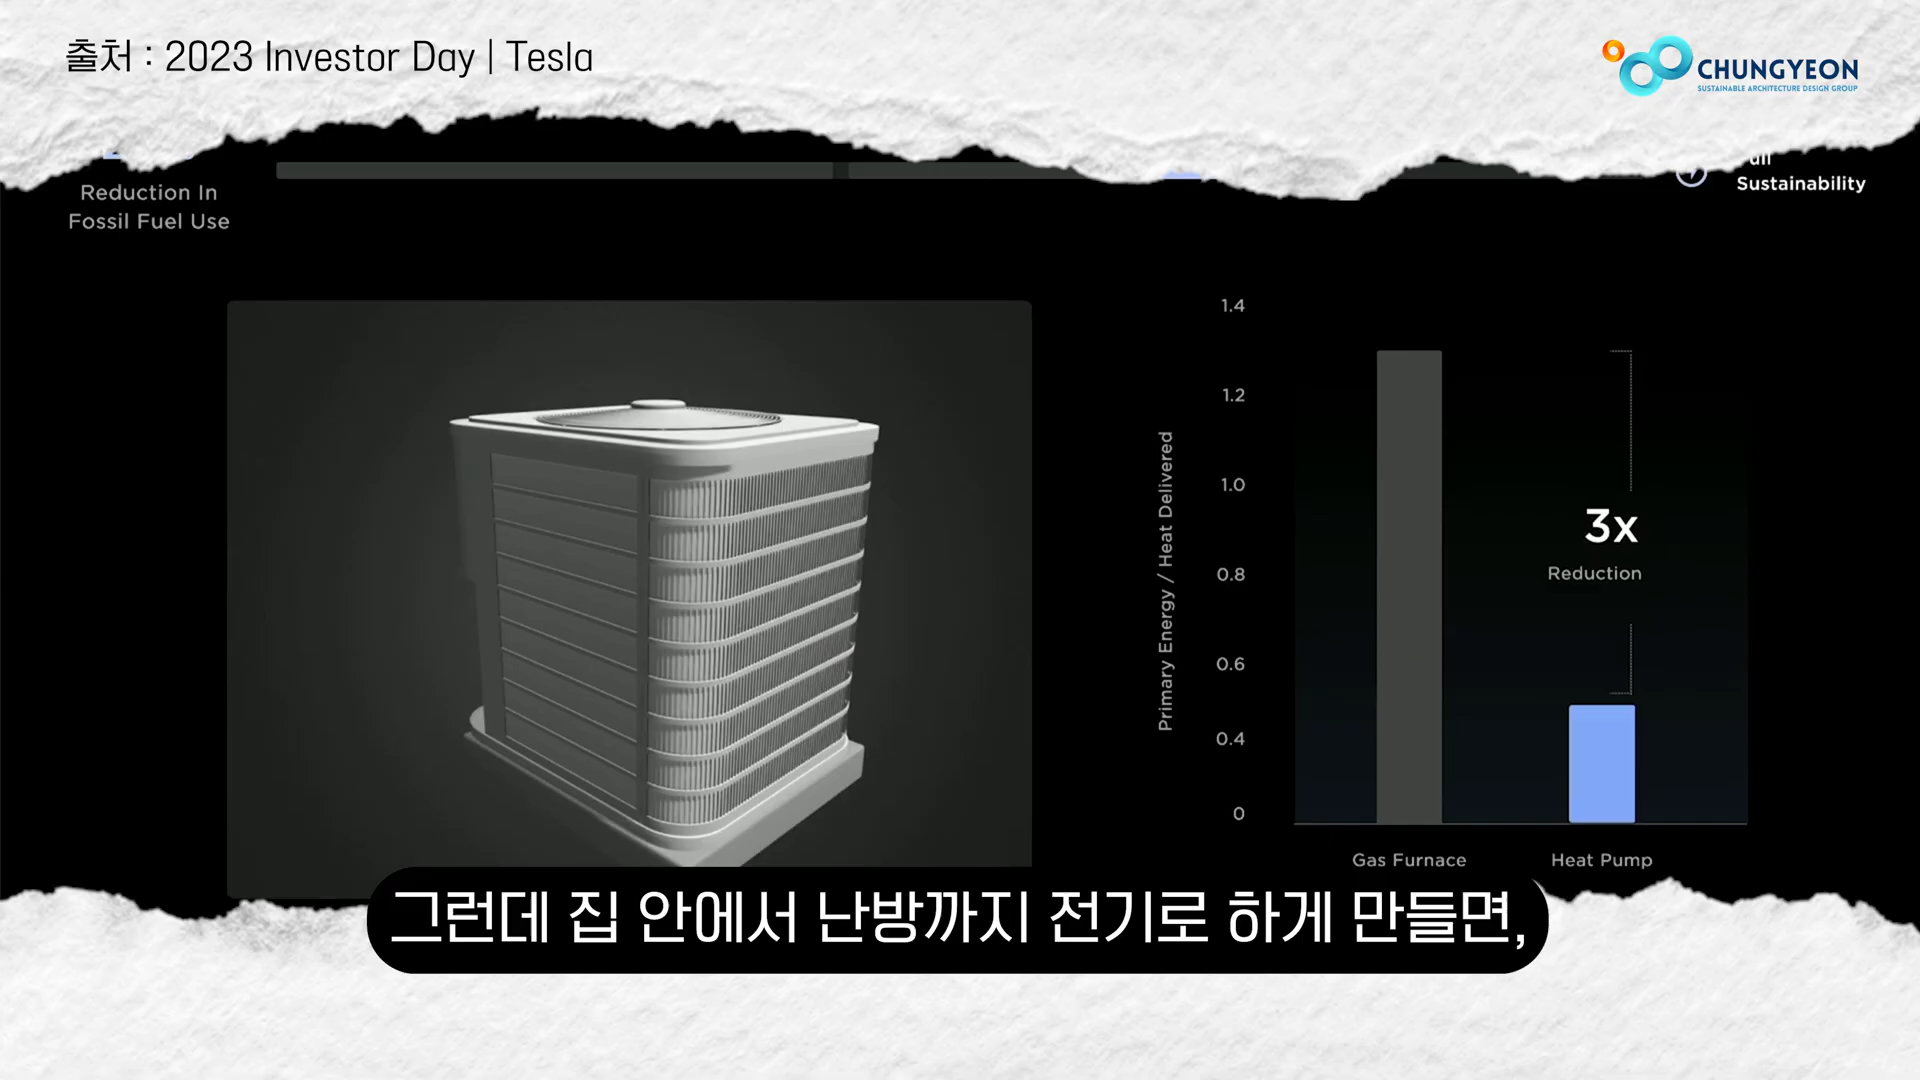 출처 : 2023 Investor Day | Tesla
CHUNGYEON
SUSTAINABLE ARCHITECTURE DESIGN GROUP
Reduction In
Fossil Fuel Use
Sustainability
1.4
1.2
1.0
0.8
0.6
0.4
0
Primary Energy / Heat Delivered
3x
Reduction
Gas Furnace
Heat Pump
그런데 집 안에서 난방까지 전기로 하게 만들면,